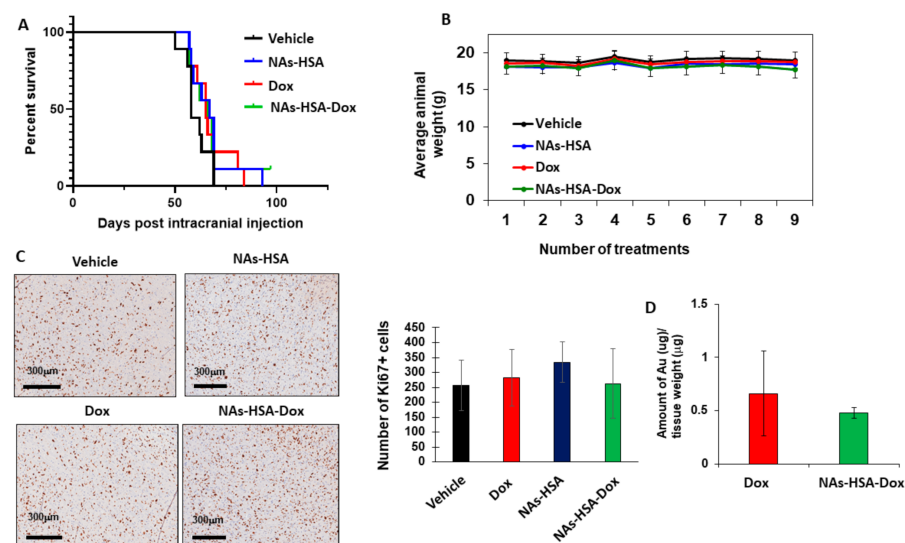 A
Percent survival
100
50
0
0
50
100
Days post intracranial injection
Vehicle
NAs-HSA
Dox
NAs-HSA-Dox
B
Average animal
weight (g)
20
15
10
5
0
Vehicle
NAs-HSA
Dox
NAs-HSA-Dox
1 2 3 4 5 6 7 8 9
Number of treatments
C
Vehicle
NAs-HSA
300μm
300μm
Dox
NAs-HSA-Dox
300μm
300μm
Number of Ki67+ cells
450
400
350
300
250
200
150
100
50
0
Vehicle
Dox
NAs-HSA
NAs-HSA-Dox
D
Amount of Au (ug)/
tissue weight (μg)
1.5
1
0.5
0
Dox
NAs-HSA-Dox